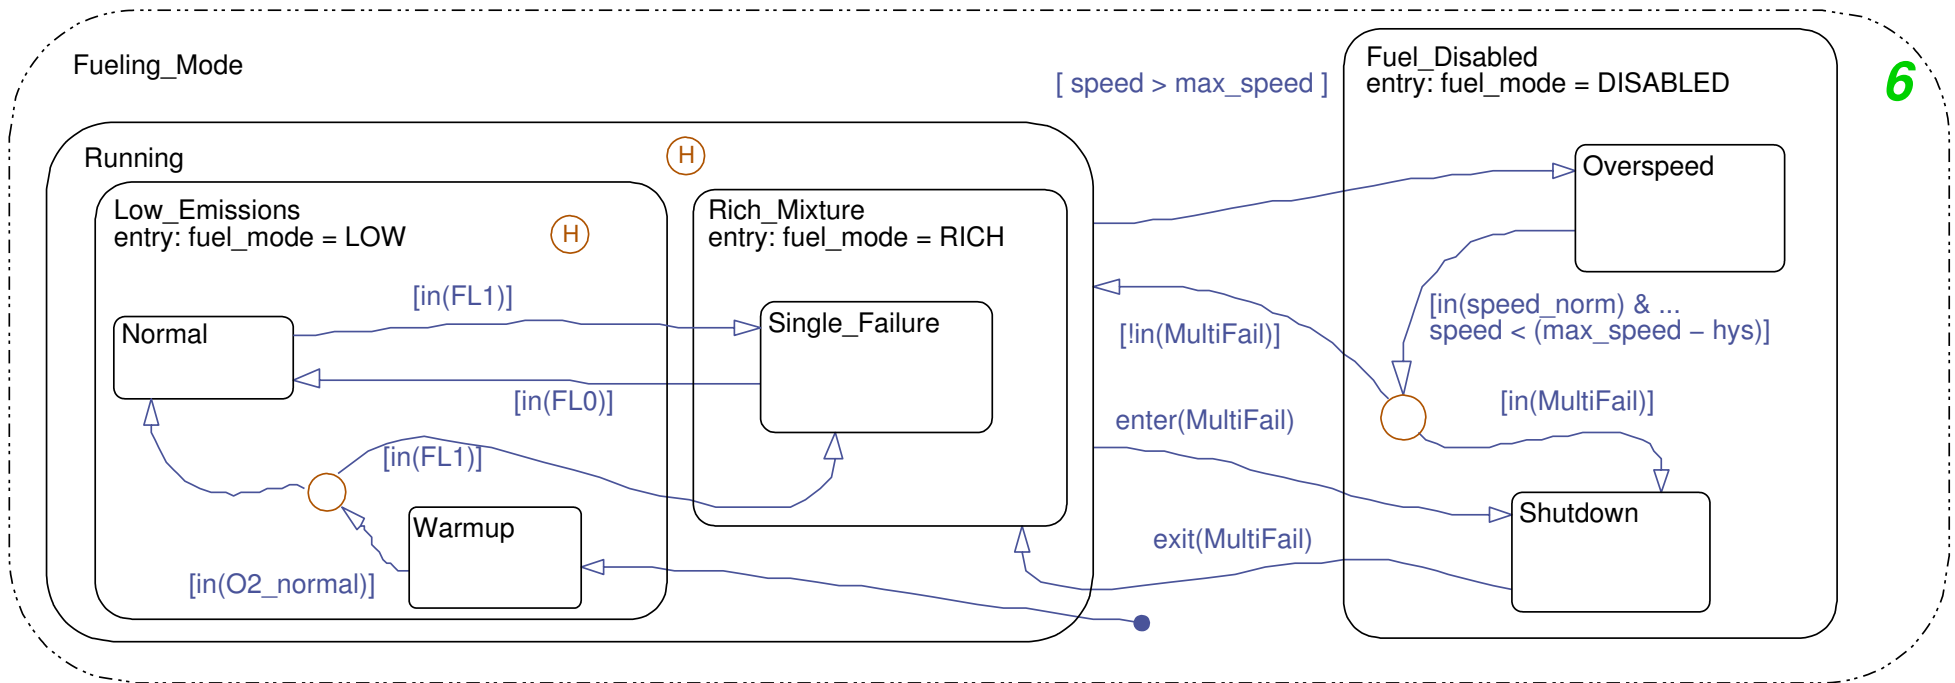 Fueling_Mode
[ speed > max_speed ]
Fuel_Disabled
entry: fuel_mode = DISABLED
6
Running
H
Overspeed
Low_Emissions
entry: fuel_mode = LOW
H
Rich_Mixture
entry: fuel_mode = RICH
[in(FL1)]
Normal
Single_Failure
[!in(MultiFail)]
[in(speed_norm) & ...
speed < (max_speed − hys)]
[in(FL0)]
enter(MultiFail)
[in(MultiFail)]
[in(FL1)]
Warmup
Shutdown
exit(MultiFail)
[in(O2_normal)]